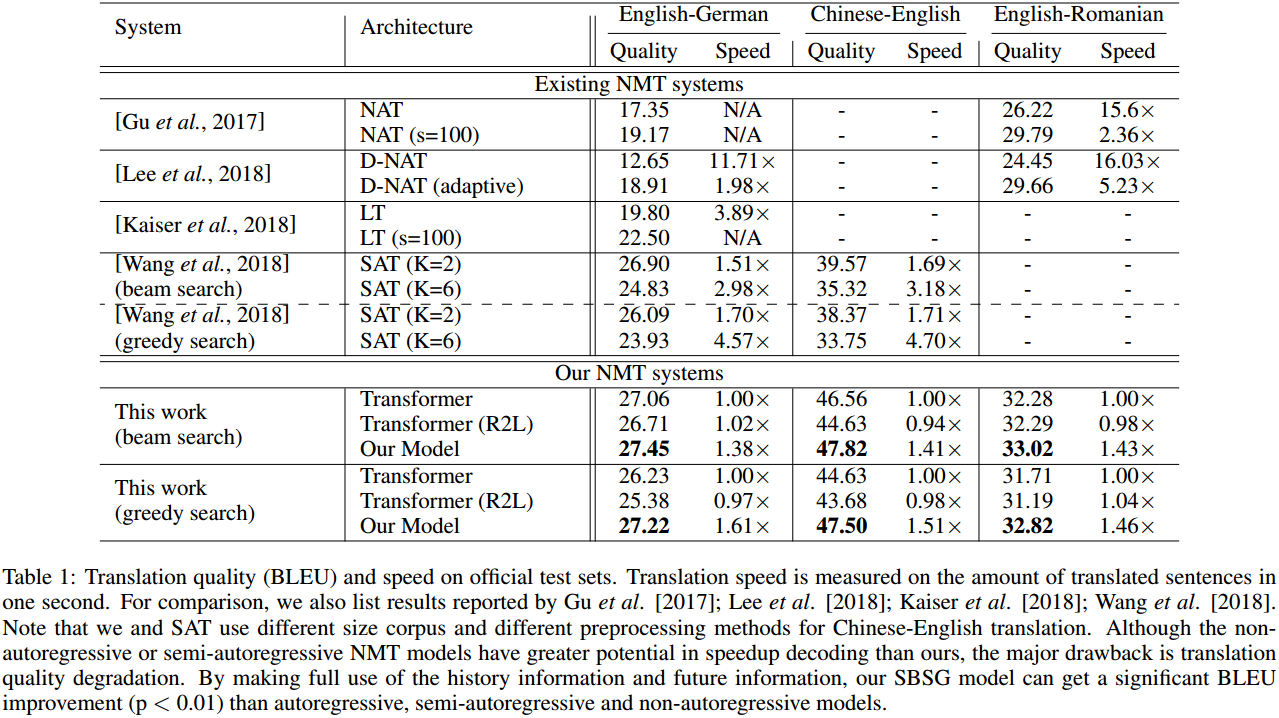 System Architecture English-German Chinese-English English-Romanian
Quality Speed Quality Speed Quality Speed
Existing NMT systems
[Gu et al., 2017] NAT 17.35 N/A - - 26.22 15.6×
NAT (s=100) 19.17 N/A - - 29.79 2.36×
[Lee et al., 2018] D-NAT 12.65 11.71× - - 24.45 16.03×
D-NAT (adaptive) 18.91 1.98× - - 29.66 5.23×
[Kaiser et al., 2018] LT 19.80 3.89× - - - -
LT (s=100) 22.50 N/A - - - -
[Wang et al., 2018] SAT (K=2) 26.90 1.51× 39.57 1.69× - -
(beam search) SAT (K=6) 24.83 2.98× 35.32 3.18× - -
[Wang et al., 2018] SAT (K=2) 26.09 1.70× 38.37 1.71× - -
(greedy search) SAT (K=6) 23.93 4.57× 33.75 4.70× - -
Our NMT systems
This work (beam search) Transformer 27.06 1.00× 46.56 1.00× 32.28 1.00×
Transformer (R2L) 26.71 1.02× 44.63 0.94× 32.29 0.98×
Our Model 27.45 1.38× 47.82 1.41× 33.02 1.43×
This work (greedy search) Transformer 26.23 1.00× 44.63 1.00× 31.71 1.00×
Transformer (R2L) 25.38 0.97× 43.68 0.98× 31.19 1.04×
Our Model 27.22 1.61× 47.50 1.51× 32.82 1.46×
Table 1: Translation quality (BLEU) and speed on official test sets. Translation speed is measured on the amount of translated sentences in
one second. For comparison, we also list results reported by Gu et al. [2017]; Lee et al. [2018]; Kaiser et al. [2018]; Wang et al. [2018].
Note that we and SAT use different size corpus and different preprocessing methods for Chinese-English translation. Although the non-
autoregressive or semi-autoregressive NMT models have greater potential in speedup decoding than ours, the major drawback is translation
quality degradation. By making full use of the history information and future information, our SBSG model can get a significant BLEU
improvement (p < 0.01) than autoregressive, semi-autoregressive and non-autoregressive models.